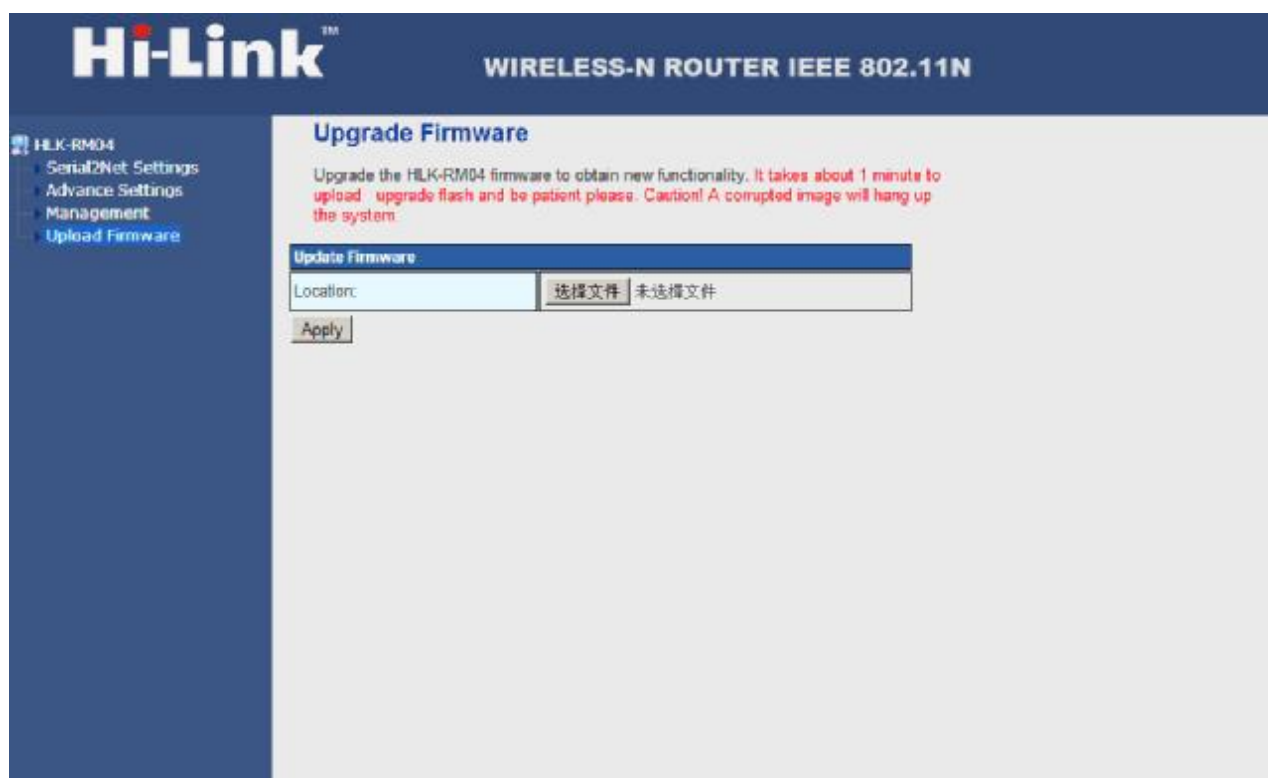 Hi-Link™
WIRELESS-N ROUTER IEEE 802.11N
HLK-RM04
Serial2Net Settings
Advance Settings
Management
Upload Firmware
Upgrade Firmware
Upgrade the HLK-RM04 firmware to obtain new functionality. It takes about 1 minute to
upload upgrade flash and be patient please. Caution! A corrupted image will hang up
the system.
Update Firmware
Location: 选择文件 未选择文件
Apply